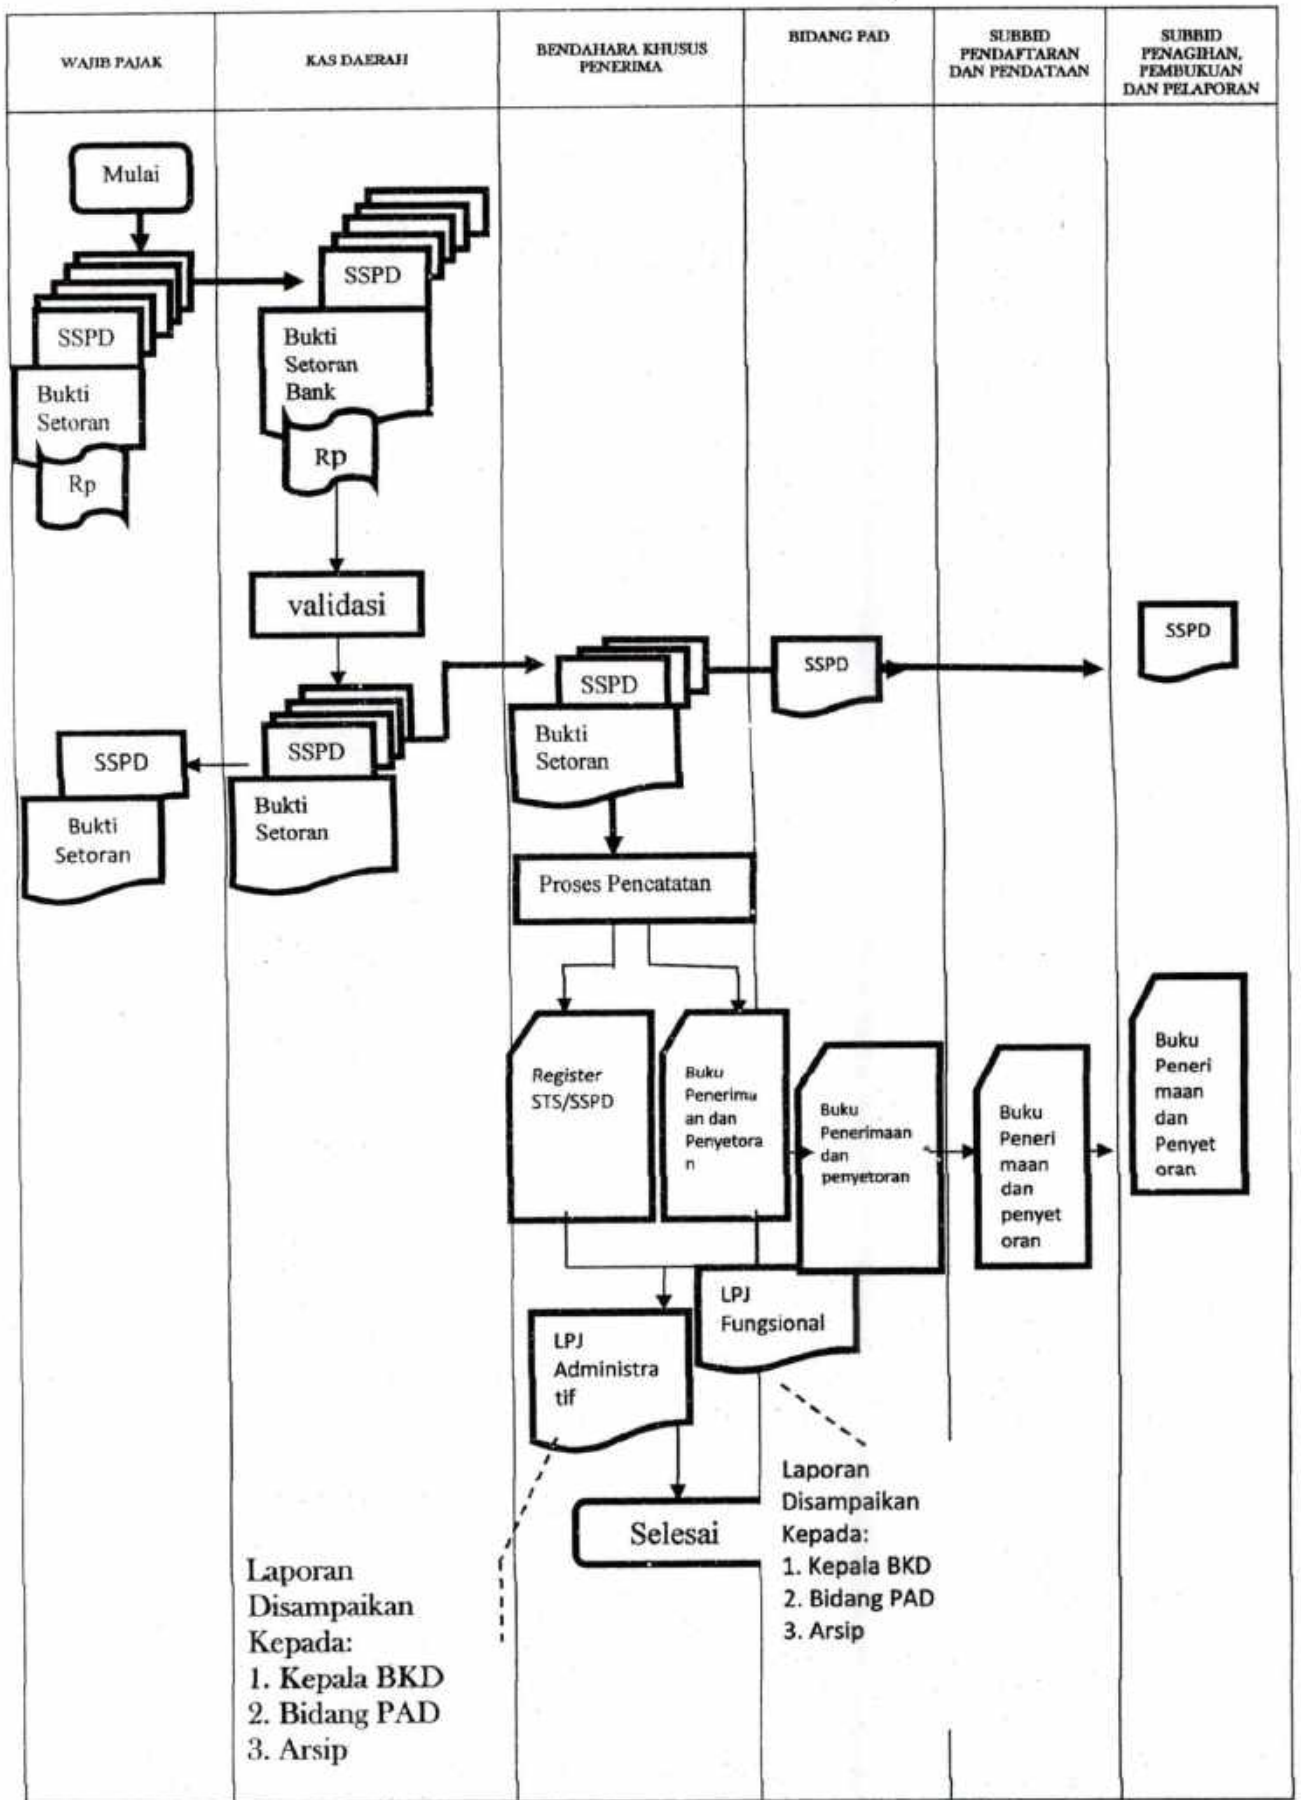 WAJIB PAJAK
KAS DAERAH
BENDAHARA KHUSUS
PENERIMA
BIDANG PAD
SUBBID
PENDAFTARAN
DAN PENDATAAN
SUBBID
PENAGIHAN,
PEMBUKUAN
DAN PELAPORAN
Mulai
SSPD
Bukti
Setoran
Rp
SSPD
Bukti
Setoran
Bank
Rp
validasi
SSPD
Bukti
Setoran
SSPD
Bukti
Setoran
SSPD
Bukti
Setoran
SSPD
SSPD
Proses Pencatatan
Register
STS/SSPD
Buku
Penerima
an dan
Penyetora
n
Buku
Penerimaan
dan
penyetoran
Buku
Peneri
maan
dan
penyet
oran
Buku
Peneri
maan
dan
Penyet
oran
LPJ
Administra
tif
LPJ
Fungsional
Selesai
Laporan
Disampaikan
Kepada:
1. Kepala BKD
2. Bidang PAD
3. Arsip
Laporan
Disampaikan
Kepada:
1. Kepala BKD
2. Bidang PAD
3. Arsip